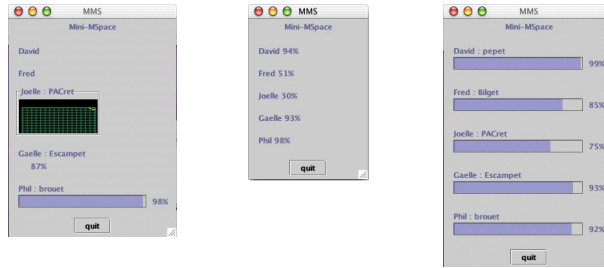 MMS
Mini-MSpace
David
Fred
Joelle : PACret
Gaelle : Escampet
87%
Phil : brouet
98%
quit
MMS
Mini-MSpace
David 94%
Fred 51%
Joelle 30%
Gaelle 93%
Phil 98%
quit
MMS
Mini-MSpace
David : pepet
99%
Fred : Bilget
85%
Joelle : PACret
75%
Gaelle : Escampet
93%
Phil : brouet
92%
quit